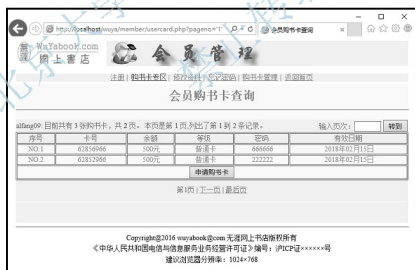 http://localhost/wuya/member/usercard.php?pageno=1
会员购书卡查询
WuYabook.com
网上書店
会员管理
注册 | 购书卡专区 | 修改资料 | 忘记密码 | 购书卡管理 | 返回首页
会员购书卡查询
alfang09: 目前共有3张购书卡，共2页。本页是第1页,列出了第1到2条记录。 输入页次： 转到
序号 卡号 余额 等级 密码 有效日期
NO.1 62856966 500元 普通卡 666666 2018年02月15日
NO.2 62852966 500元 普通卡 222222 2018年02月15日
申请购书卡
第1页 | 下一页 | 最后页
Copyright@2016 wuyabook@com 无涯网上书店版权所有
《中华人民共和国电信与信息服务业务经营许可证》编号：沪ICP证××××××号
建议浏览器分辨率：1024×768